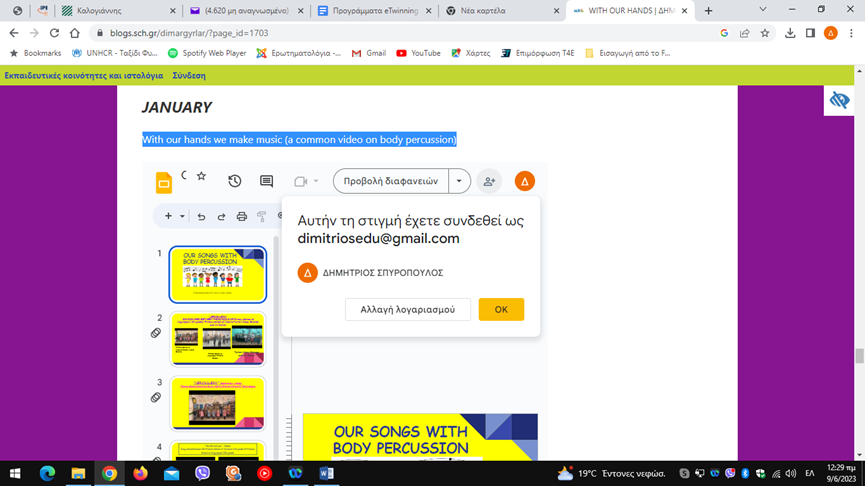 Καλογιάννης
(4.620 μη αναγνωσμένο)
Προγράμματα eTwinning
Νέα καρτέλα
WITH OUR HANDS | ΔΗΜ
blogs.sch.gr/dimargyrlar/?page_id=1703
Bookmarks
UNHCR - Ταξίδι Φυ...
Spotify Web Player
Ερωτηματολόγια -...
Gmail
YouTube
Χάρτες
Επιμόρφωση Τ4Ε
Εισαγωγή από το F...
Εκπαιδευτικές κοινότητες και ιστολόγια Σύνδεση
JANUARY
With our hands we make music (a common video on body percussion)
Προβολή διαφανειών
Δ
Αυτήν τη στιγμή έχετε συνδεθεί ως
dimitriosedu@gmail.com
Δ ΔΗΜΗΤΡΙΟΣ ΣΠΥΡΟΠΟΥΛΟΣ
Αλλαγή λογαριασμού
OK
1
OUR SONGS WITH
BODY PERCUSSION
2
3
4
OUR SONGS WITH
BODY PERCUSSION
19°C Έντονες νεφώσ.
ΕΛ
12:29 πμ
9/6/2023